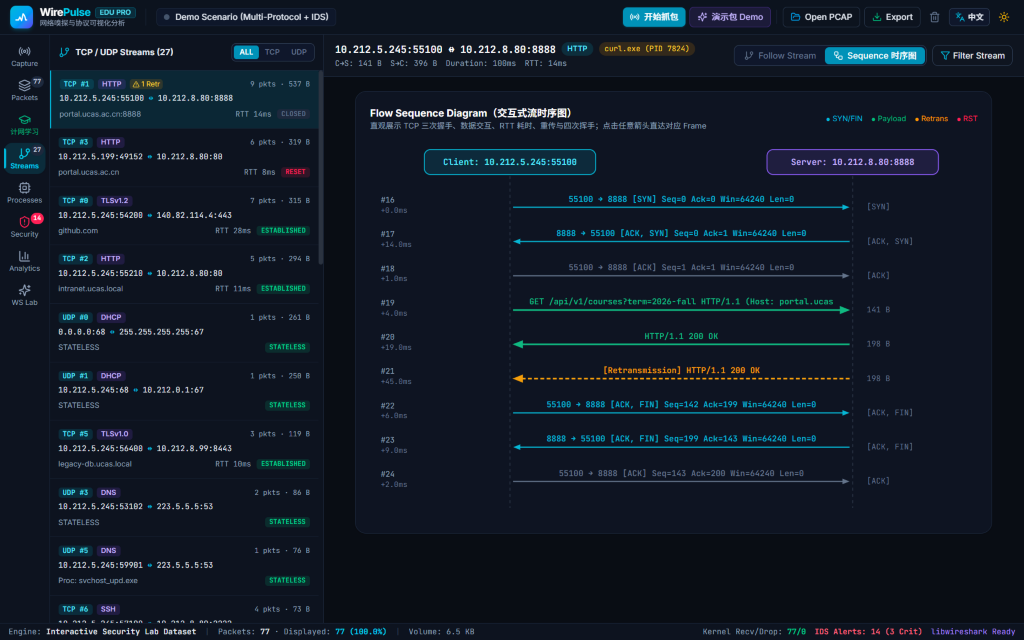 WirePulse EDU PRO
网络嗅探与协议可视化分析
Demo Scenario (Multi-Protocol + IDS)
开始抓包
演示包 Demo
Open PCAP
Export
中文
Capture
Packets 77
计网学习
Streams 27
Processes
Security 14
Analytics
WS Lab
TCP / UDP Streams (27)
ALL TCP UDP
TCP #1 HTTP 1 Retr 9 pkts · 537 B
10.212.5.245:55100 ↔ 10.212.8.80:8888
portal.ucas.ac.cn:8888 RTT 14ms CLOSED
TCP #3 HTTP 6 pkts · 319 B
10.212.5.199:49152 ↔ 10.212.8.80:80
portal.ucas.ac.cn RTT 8ms RESET
TCP #0 TLSv1.2 7 pkts · 315 B
10.212.5.245:54200 ↔ 140.82.114.4:443
github.com RTT 28ms ESTABLISHED
TCP #2 HTTP 5 pkts · 294 B
10.212.5.245:55210 ↔ 10.212.8.80:80
intranet.ucas.local RTT 11ms ESTABLISHED
UDP #0 DHCP 1 pkts · 261 B
0.0.0.0:68 ↔ 255.255.255.255:67
STATELESS STATELESS
UDP #1 DHCP 1 pkts · 250 B
10.212.5.245:68 ↔ 10.212.0.1:67
STATELESS STATELESS
TCP #5 TLSv1.0 3 pkts · 119 B
10.212.5.245:56400 ↔ 10.212.8.99:8443
legacy-db.ucas.local RTT 10ms ESTABLISHED
UDP #3 DNS 2 pkts · 86 B
10.212.5.245:53102 ↔ 223.5.5.5:53
STATELESS STATELESS
UDP #5 DNS 1 pkts · 76 B
10.212.5.245:59901 ↔ 223.5.5.5:53
Proc: svchost_upd.exe STATELESS
TCP #6 SSH 4 pkts · 73 B
10.212.5.245:55100 ↔ 10.212.8.80:8888 HTTP curl.exe (PID 7824)
C→S: 141 B S→C: 396 B Duration: 100ms RTT: 14ms
Follow Stream
Sequence 时序图
Filter Stream
Flow Sequence Diagram（交互式流时序图）
直观展示 TCP 三次握手、数据交互、RTT 耗时、重传与四次挥手；点击任意箭头直达对应 Frame
SYN/FIN Payload Retrans RST
Client: 10.212.5.245:55100
Server: 10.212.8.80:8888
#16 55100 → 8888 [SYN] Seq=0 Ack=0 Win=64240 Len=0 [SYN]
+0.0ms
#17 8888 → 55100 [ACK, SYN] Seq=0 Ack=1 Win=64240 Len=0 [ACK, SYN]
+14.0ms
#18 55100 → 8888 [ACK] Seq=1 Ack=1 Win=64240 Len=0 [ACK]
+1.0ms
#19 GET /api/v1/courses?term=2026-fall HTTP/1.1 (Host: portal.ucas 141 B
+4.0ms
#20 HTTP/1.1 200 OK 198 B
+19.0ms
#21 [Retransmission] HTTP/1.1 200 OK 198 B
+45.0ms
#22 55100 → 8888 [ACK, FIN] Seq=142 Ack=199 Win=64240 Len=0 [ACK, FIN]
+6.0ms
#23 8888 → 55100 [ACK, FIN] Seq=199 Ack=143 Win=64240 Len=0 [ACK, FIN]
+9.0ms
#24 55100 → 8888 [ACK] Seq=143 Ack=200 Win=64240 Len=0 [ACK]
+2.0ms
Engine: Interactive Security Lab Dataset | Packets: 77 · Displayed: 77 (100.0%) | Volume: 6.5 KB
Kernel Recv/Drop: 77/0 IDS Alerts: 14 (3 Crit) libwireshark Ready